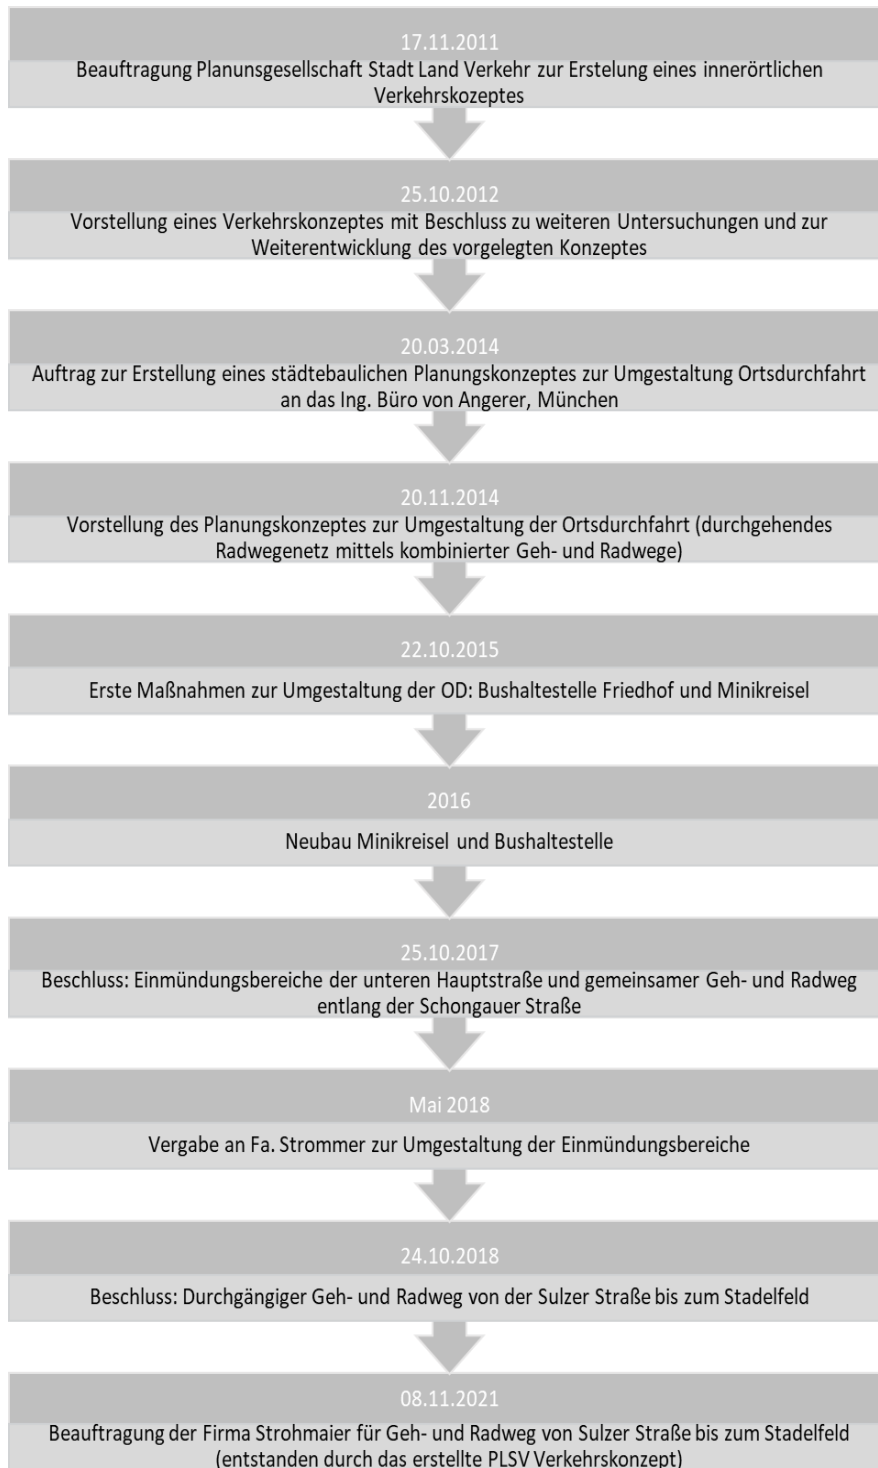 17.11.2011
Beauftragung Planunsgesellschaft Stadt Land Verkehr zur Erstelung eines innerörtlichen
Verkehrskozeptes
25.10.2012
Vorstellung eines Verkehrskonzeptes mit Beschluss zu weiteren Untersuchungen und zur
Weiterentwicklung des vorgelegten Konzeptes
20.03.2014
Auftrag zur Erstellung eines städtebaulichen Planungskonzeptes zur Umgestaltung Ortsdurchfahrt
an das Ing. Büro von Angerer, München
20.11.2014
Vorstellung des Planungskonzeptes zur Umgestaltung der Ortsdurchfahrt (durchgehendes
Radwegenetz mittels kombinierter Geh- und Radwege)
22.10.2015
Erste Maßnahmen zur Umgestaltung der OD: Bushaltestelle Friedhof und Minikreisel
2016
Neubau Minikreisel und Bushaltestelle
25.10.2017
Beschluss: Einmündungsbereiche der unteren Hauptstraße und gemeinsamer Geh- und Radweg
entlang der Schongauer Straße
Mai 2018
Vergabe an Fa. Strommer zur Umgestaltung der Einmündungsbereiche
24.10.2018
Beschluss: Durchgängiger Geh- und Radweg von der Sulzer Straße bis zum Stadelfeld
08.11.2021
Beauftragung der Firma Strohmaier für Geh- und Radweg von Sulzer Straße bis zum Stadelfeld
(entstanden durch das erstellte PLSV Verkehrskonzept)